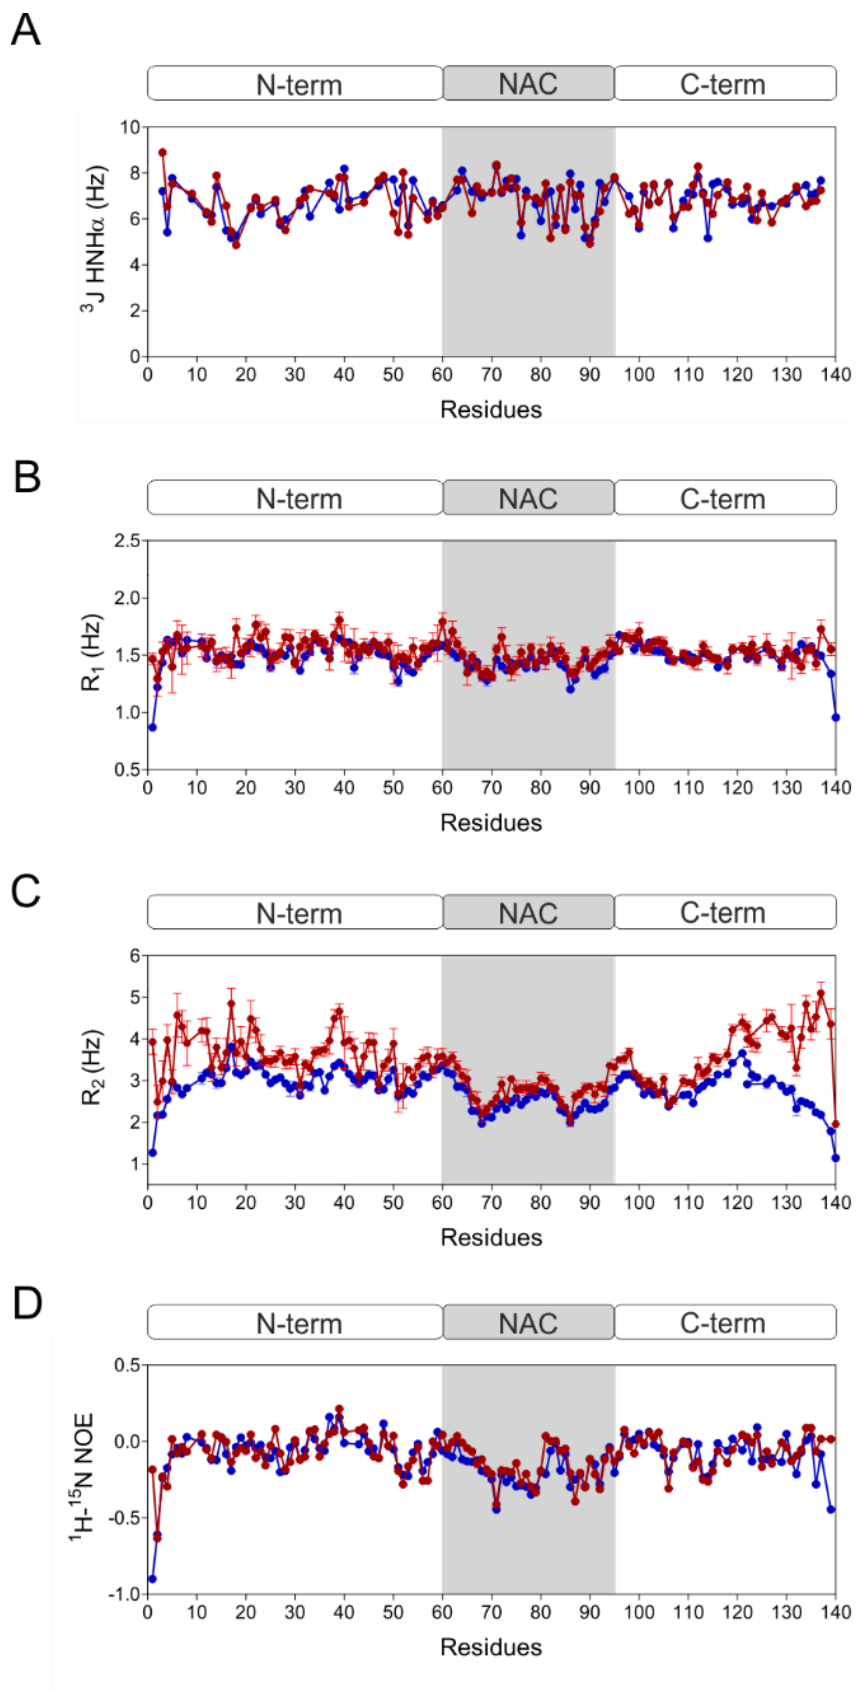 A
N-term NAC C-term
10
8
6
4
2
0
³J HNHα (Hz)
0 10 20 30 40 50 60 70 80 90 100 110 120 130 140
Residues
B
N-term NAC C-term
2.5
2.0
1.5
1.0
0.5
R₁ (Hz)
0 10 20 30 40 50 60 70 80 90 100 110 120 130 140
Residues
C
N-term NAC C-term
6
5
4
3
2
1
R₂ (Hz)
0 10 20 30 40 50 60 70 80 90 100 110 120 130 140
Residues
D
N-term NAC C-term
0.5
0.0
-0.5
-1.0
¹H-¹⁵N NOE
0 10 20 30 40 50 60 70 80 90 100 110 120 130 140
Residues